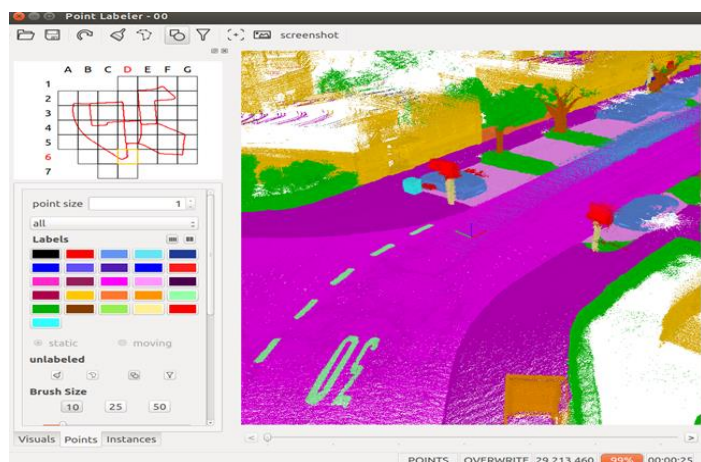 Point Labeler - 00
screenshot
A B C D E F G
1
2
3
4
5
6
7
point size 1
all
Labels
static moving
unlabeled
Brush Size
10 25 50
Visuals Points Instances
< >
POINTS OVERWRITE 29 213 460 99% 00:00:25